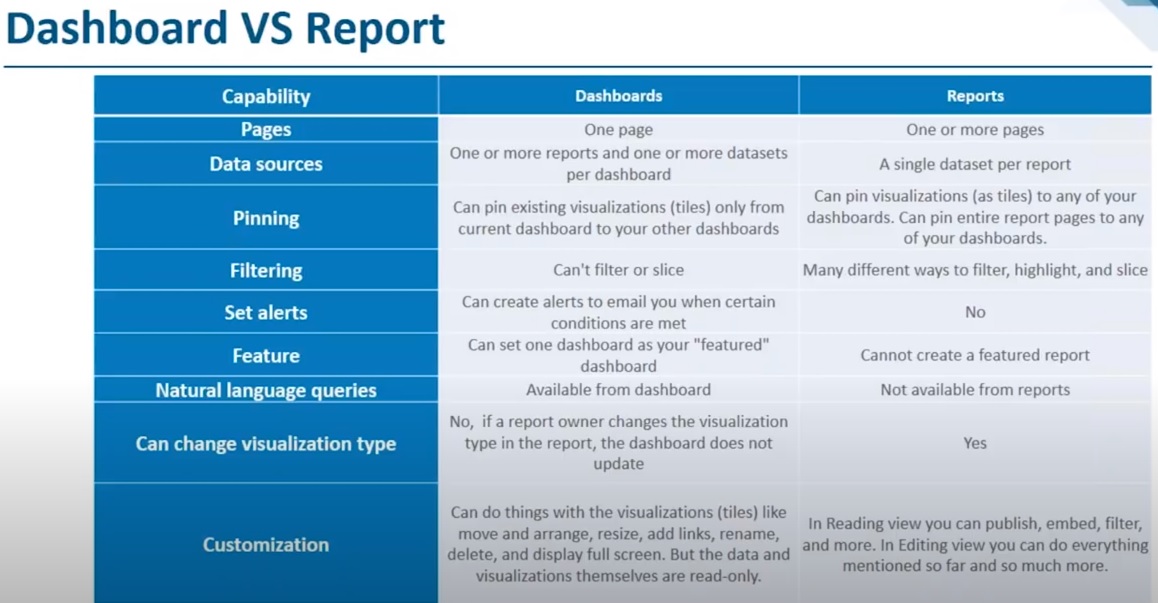 Dashboard VS Report
Capability
Dashboards
Reports
Pages
One page
One or more pages
Data sources
One or more reports and one or more datasets
per dashboard
A single dataset per report
Pinning
Can pin existing visualizations (tiles) only from
current dashboard to your other dashboards
Can pin visualizations (as tiles) to any of your
dashboards. Can pin entire report pages to any
of your dashboards.
Filtering
Can't filter or slice
Many different ways to filter, highlight, and slice
Set alerts
Can create alerts to email you when certain
conditions are met
No
Feature
Can set one dashboard as your "featured"
dashboard
Cannot create a featured report
Natural language queries
Available from dashboard
Not available from reports
Can change visualization type
No, if a report owner changes the visualization
type in the report, the dashboard does not
update
Yes
Customization
Can do things with the visualizations (tiles) like
move and arrange, resize, add links, rename,
delete, and display full screen. But the data and
visualizations themselves are read-only.
In Reading view you can publish, embed, filter,
and more. In Editing view you can do everything
mentioned so far and so much more.